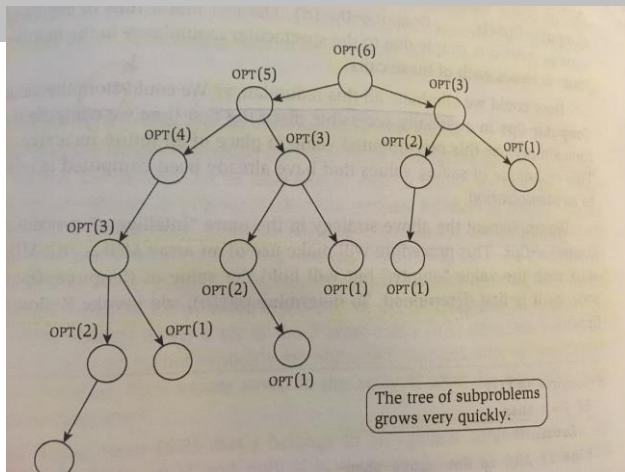 OPT(6)
OPT(5)
OPT(3)
OPT(4)
OPT(3)
OPT(2)
OPT(1)
OPT(3)
OPT(2)
OPT(1)
OPT(1)
OPT(2)
OPT(1)
OPT(1)
The tree of subproblems
grows very quickly.